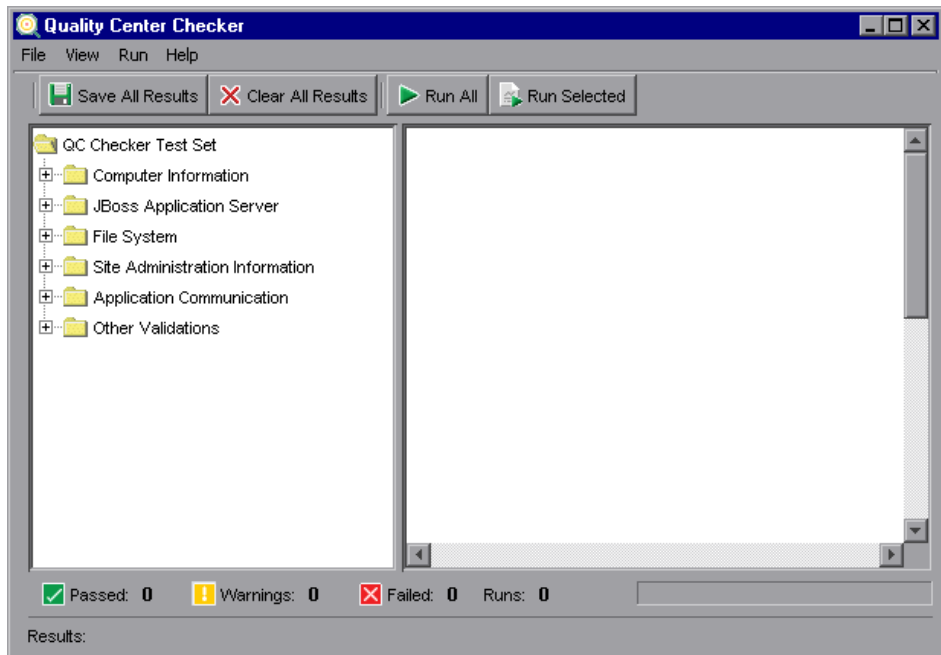 Quality Center Checker
File View Run Help
Save All Results Clear All Results Run All Run Selected
QC Checker Test Set
Computer Information
JBoss Application Server
File System
Site Administration Information
Application Communication
Other Validations
Passed: 0 Warnings: 0 Failed: 0 Runs: 0
Results: